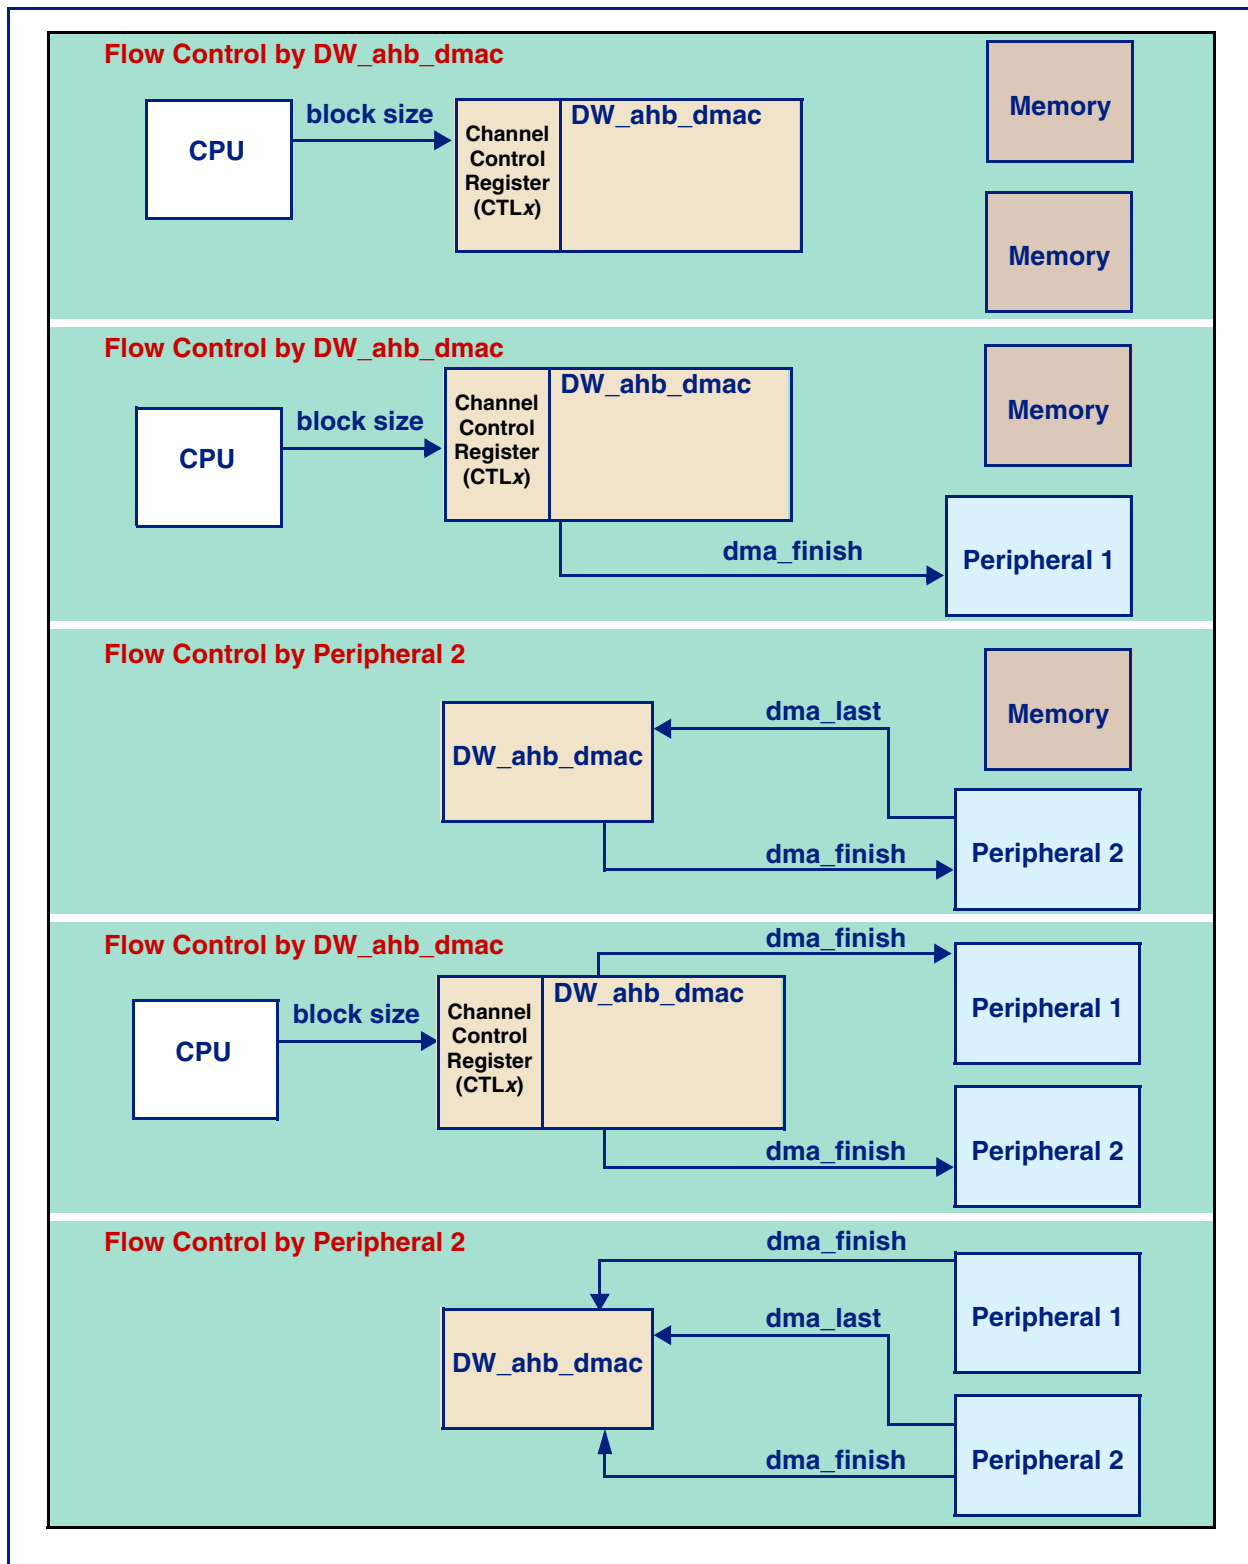 Flow Control by DW_ahb_dmac
CPU
block size
Channel
Control
Register
(CTLx)
DW_ahb_dmac
Memory
Memory
Flow Control by DW_ahb_dmac
CPU
block size
Channel
Control
Register
(CTLx)
DW_ahb_dmac
Memory
dma_finish
Peripheral 1
Flow Control by Peripheral 2
DW_ahb_dmac
dma_last
Memory
dma_finish
Peripheral 2
Flow Control by DW_ahb_dmac
CPU
block size
Channel
Control
Register
(CTLx)
DW_ahb_dmac
dma_finish
Peripheral 1
dma_finish
Peripheral 2
Flow Control by Peripheral 2
dma_finish
Peripheral 1
DW_ahb_dmac
dma_last
dma_finish
Peripheral 2